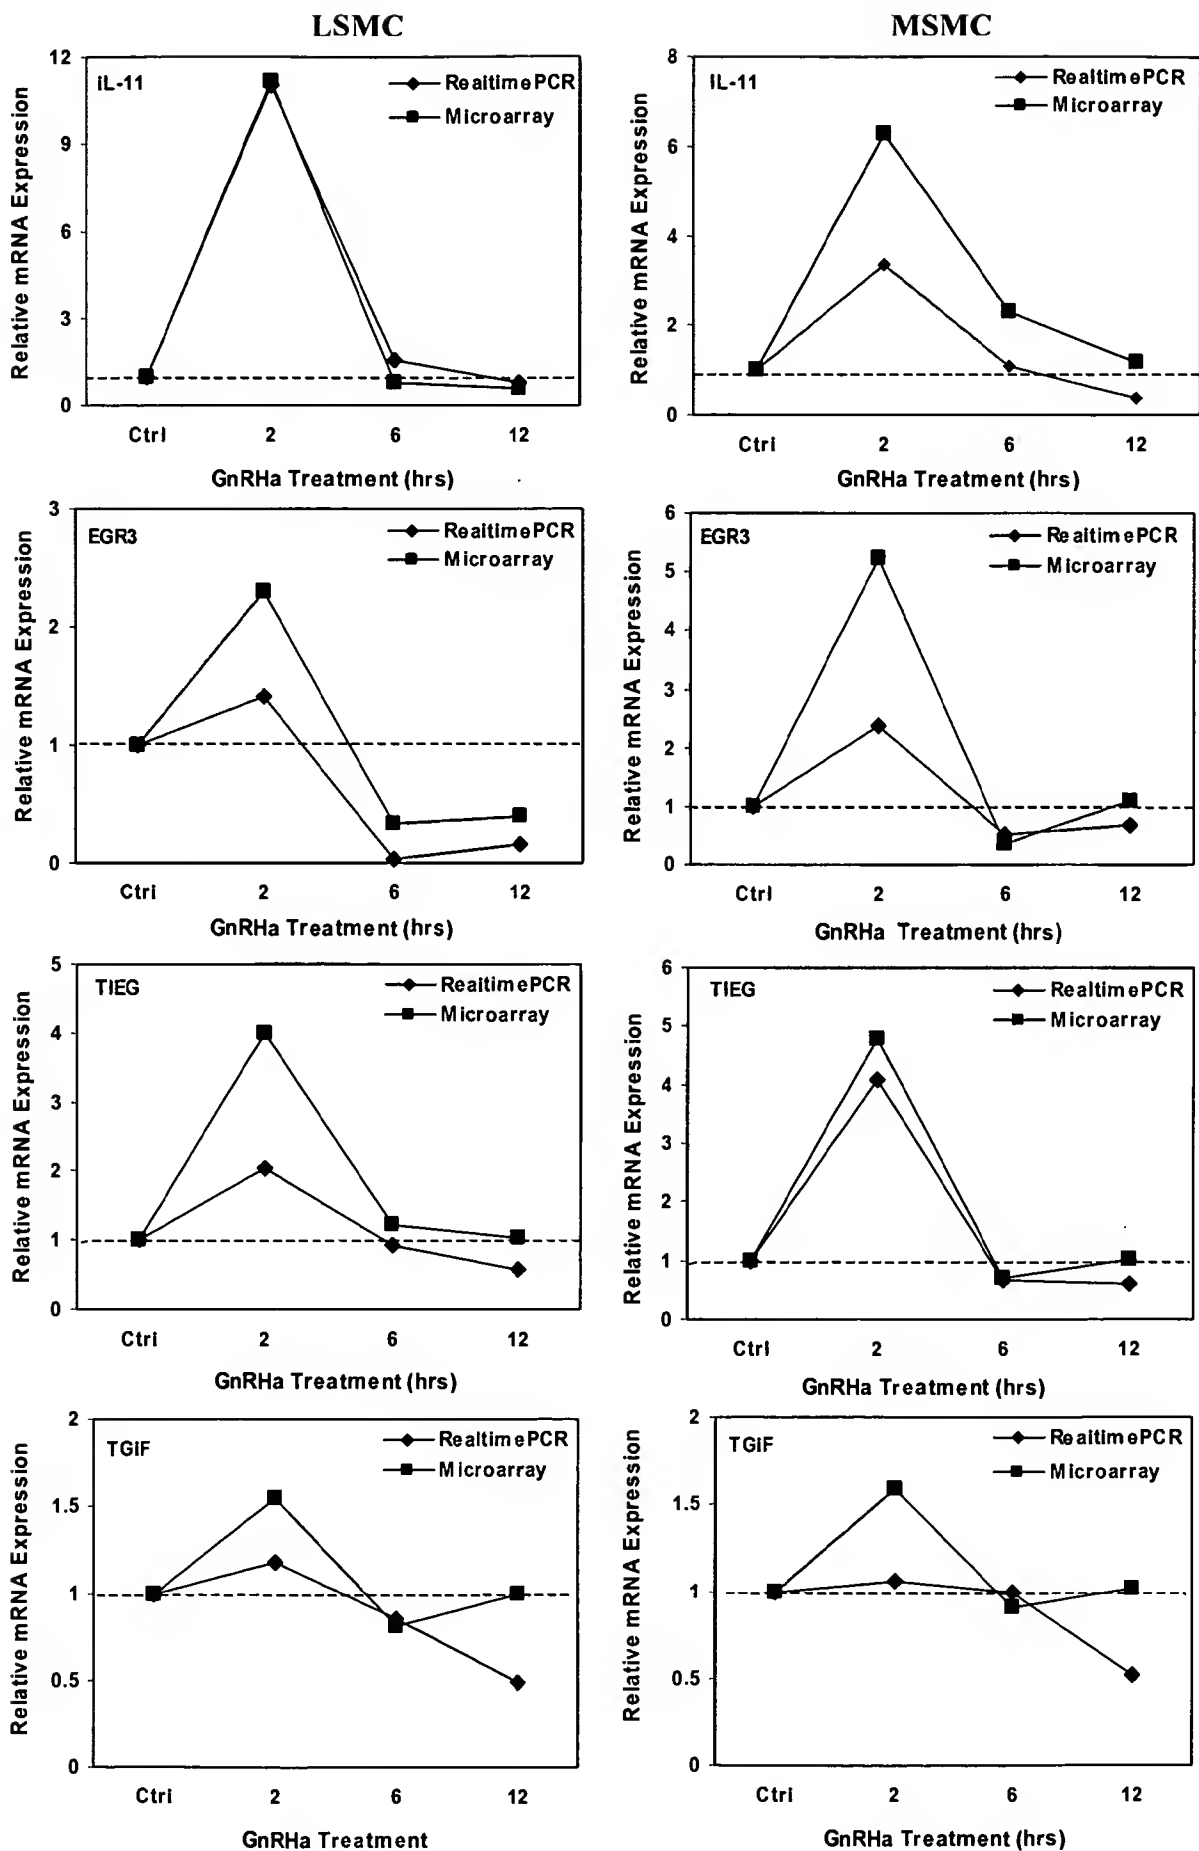 LSMC
MSMC
IL-11
RealtimePCR
Microarray
Relative mRNA Expression
12
9
6
3
0
Ctrl 2 6 12
GnRHa Treatment (hrs)
IL-11
RealtimePCR
Microarray
Relative mRNA Expression
8
6
4
2
0
Ctrl 2 6 12
GnRHa Treatment (hrs)
EGR3
RealtimePCR
Microarray
Relative mRNA Expression
3
2
1
0
Ctrl 2 6 12
GnRHa Treatment (hrs)
EGR3
RealtimePCR
Microarray
Relative mRNA Expression
6
5
4
3
2
1
0
Ctrl 2 6 12
GnRHa Treatment (hrs)
TIEG
RealtimePCR
Microarray
Relative mRNA Expression
5
4
3
2
1
0
Ctrl 2 6 12
GnRHa Treatment (hrs)
TIEG
RealtimePCR
Microarray
Relative mRNA Expression
6
5
4
3
2
1
0
Ctrl 2 6 12
GnRHa Treatment (hrs)
TGiF
RealtimePCR
Microarray
Relative mRNA Expression
2
1.5
1
0.5
0
Ctrl 2 6 12
GnRHa Treatment
TGiF
RealtimePCR
Microarray
Relative mRNA Expression
2
1.5
1
0.5
0
Ctrl 2 6 12
GnRHa Treatment (hrs)